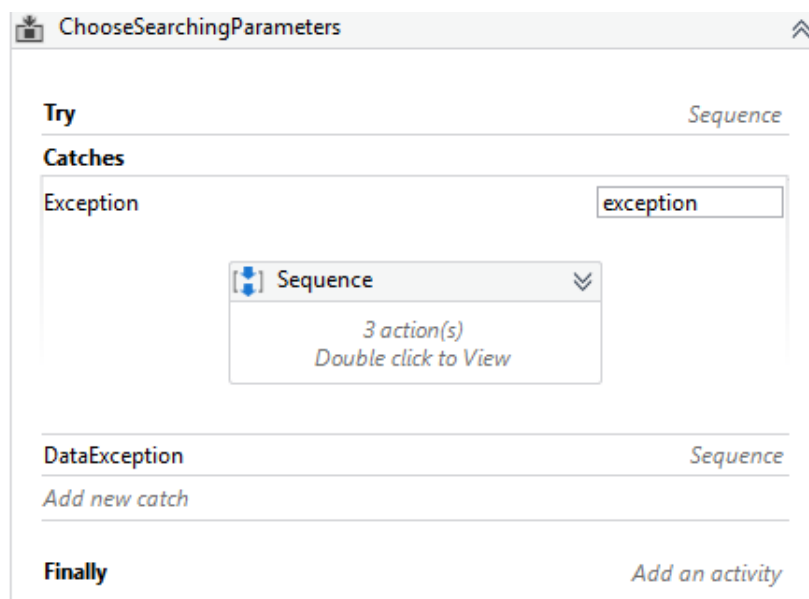 ChooseSearchingParameters
Try Sequence
Catches
Exception exception
Sequence
3 action(s)
Double click to View
DataException Sequence
Add new catch
Finally Add an activity